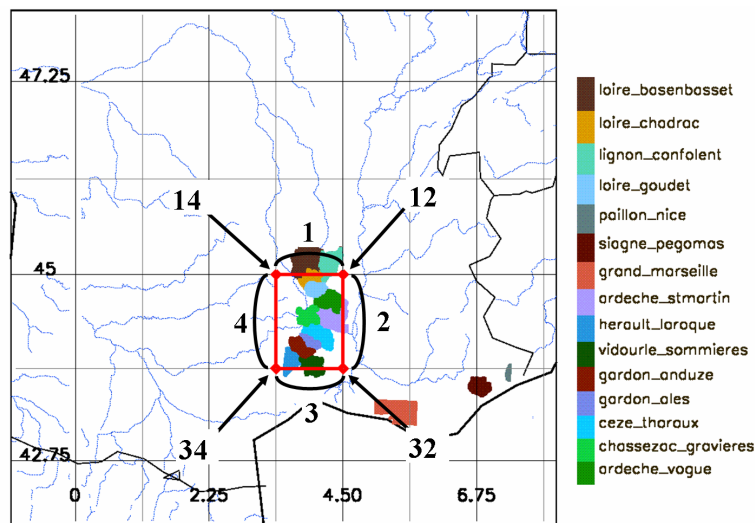 47.25
14
12
1
45
4
2
3
34
32
42.75
0
2.25
4.50
6.75
loire_basenbasset
loire_chadrac
lignon_confolent
loire_goudet
paillon_nice
siagne_pegomas
grand_marseille
ardeche_stmartin
herault_laroque
vidourle_sommieres
gardon_anduze
gardon_ales
ceze_tharaux
chassezac_gravieres
ardeche_vogue